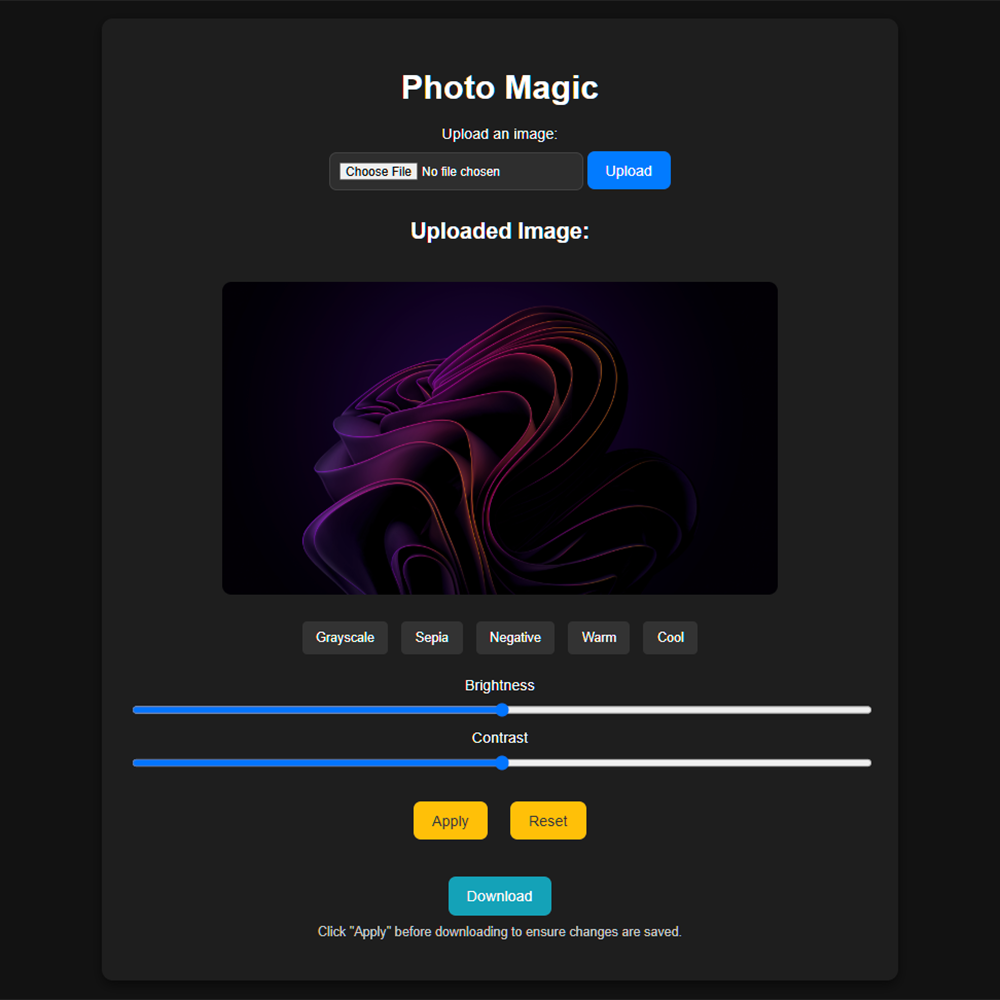 Photo Magic
Upload an image:
Choose File No file chosen Upload
Uploaded Image:
Grayscale Sepia Negative Warm Cool
Brightness
Contrast
Apply Reset
Download
Click "Apply" before downloading to ensure changes are saved.